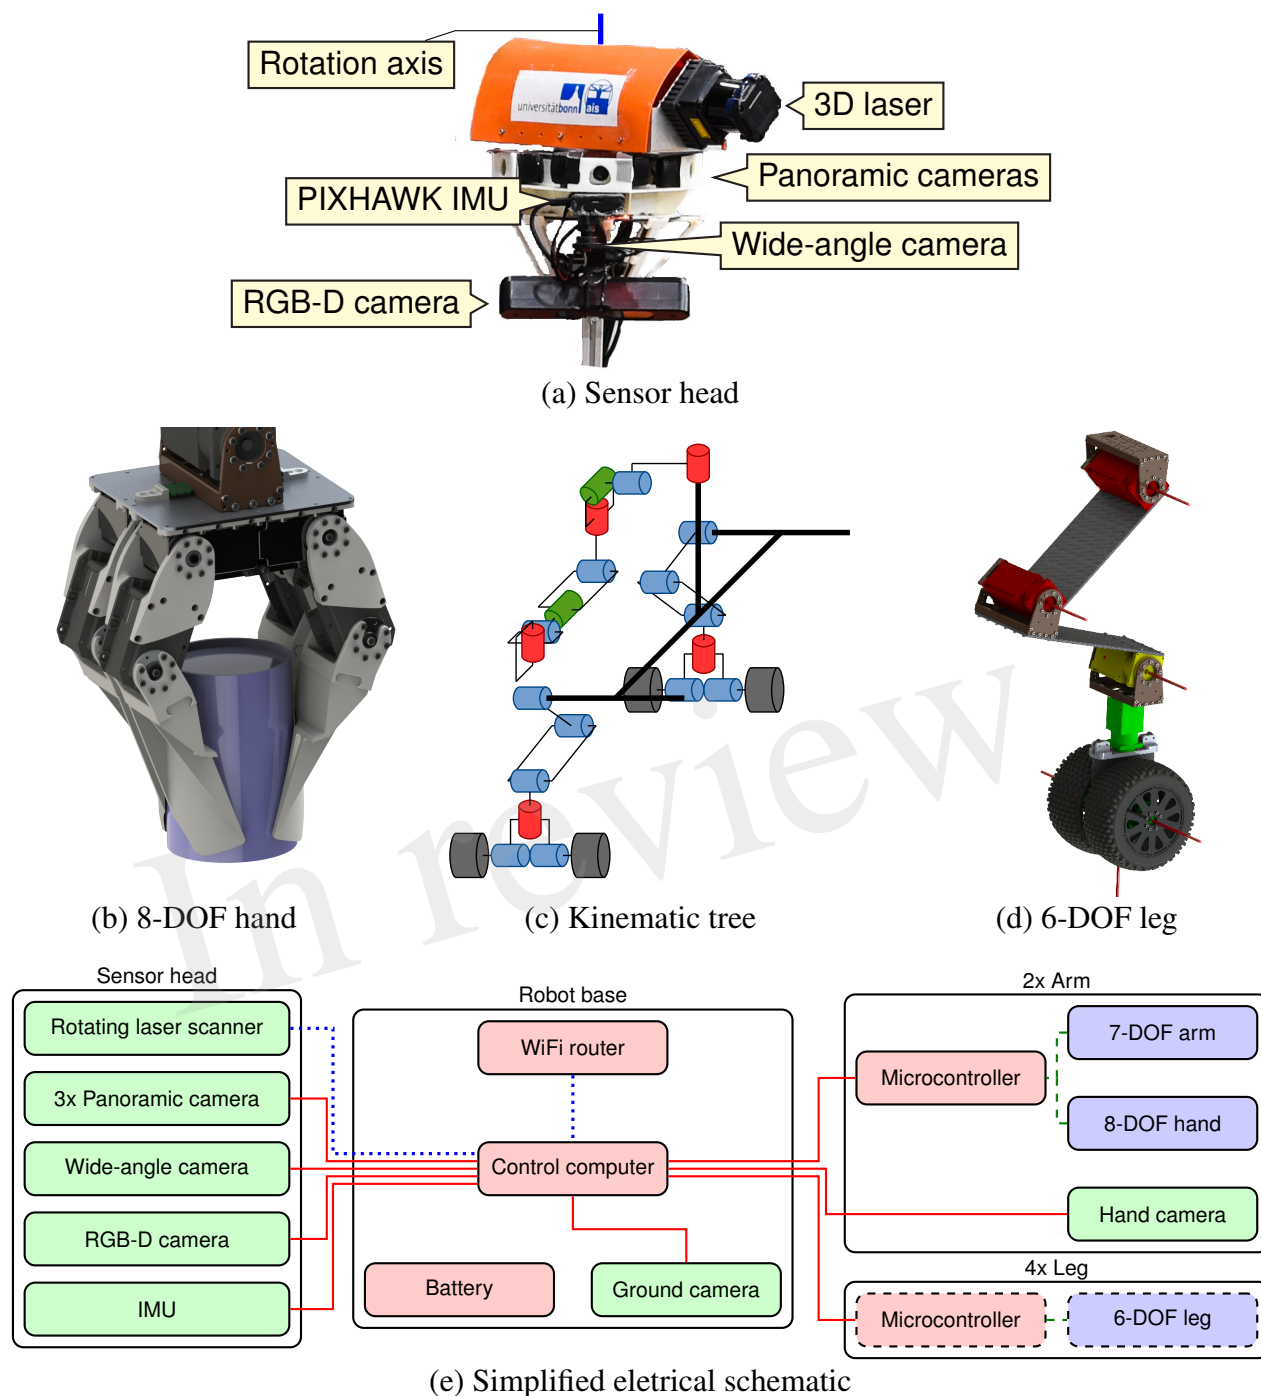 Rotation axis
universitätbonn
ais
3D laser
Panoramic cameras
PIXHAWK IMU
Wide-angle camera
RGB-D camera
(a) Sensor head
(b) 8-DOF hand
(c) Kinematic tree
(d) 6-DOF leg
In review
Sensor head
Rotating laser scanner
3x Panoramic camera
Wide-angle camera
RGB-D camera
IMU
Robot base
WiFi router
Control computer
Battery
Ground camera
2x Arm
Microcontroller
7-DOF arm
8-DOF hand
Hand camera
4x Leg
Microcontroller
6-DOF leg
(e) Simplified eletrical schematic